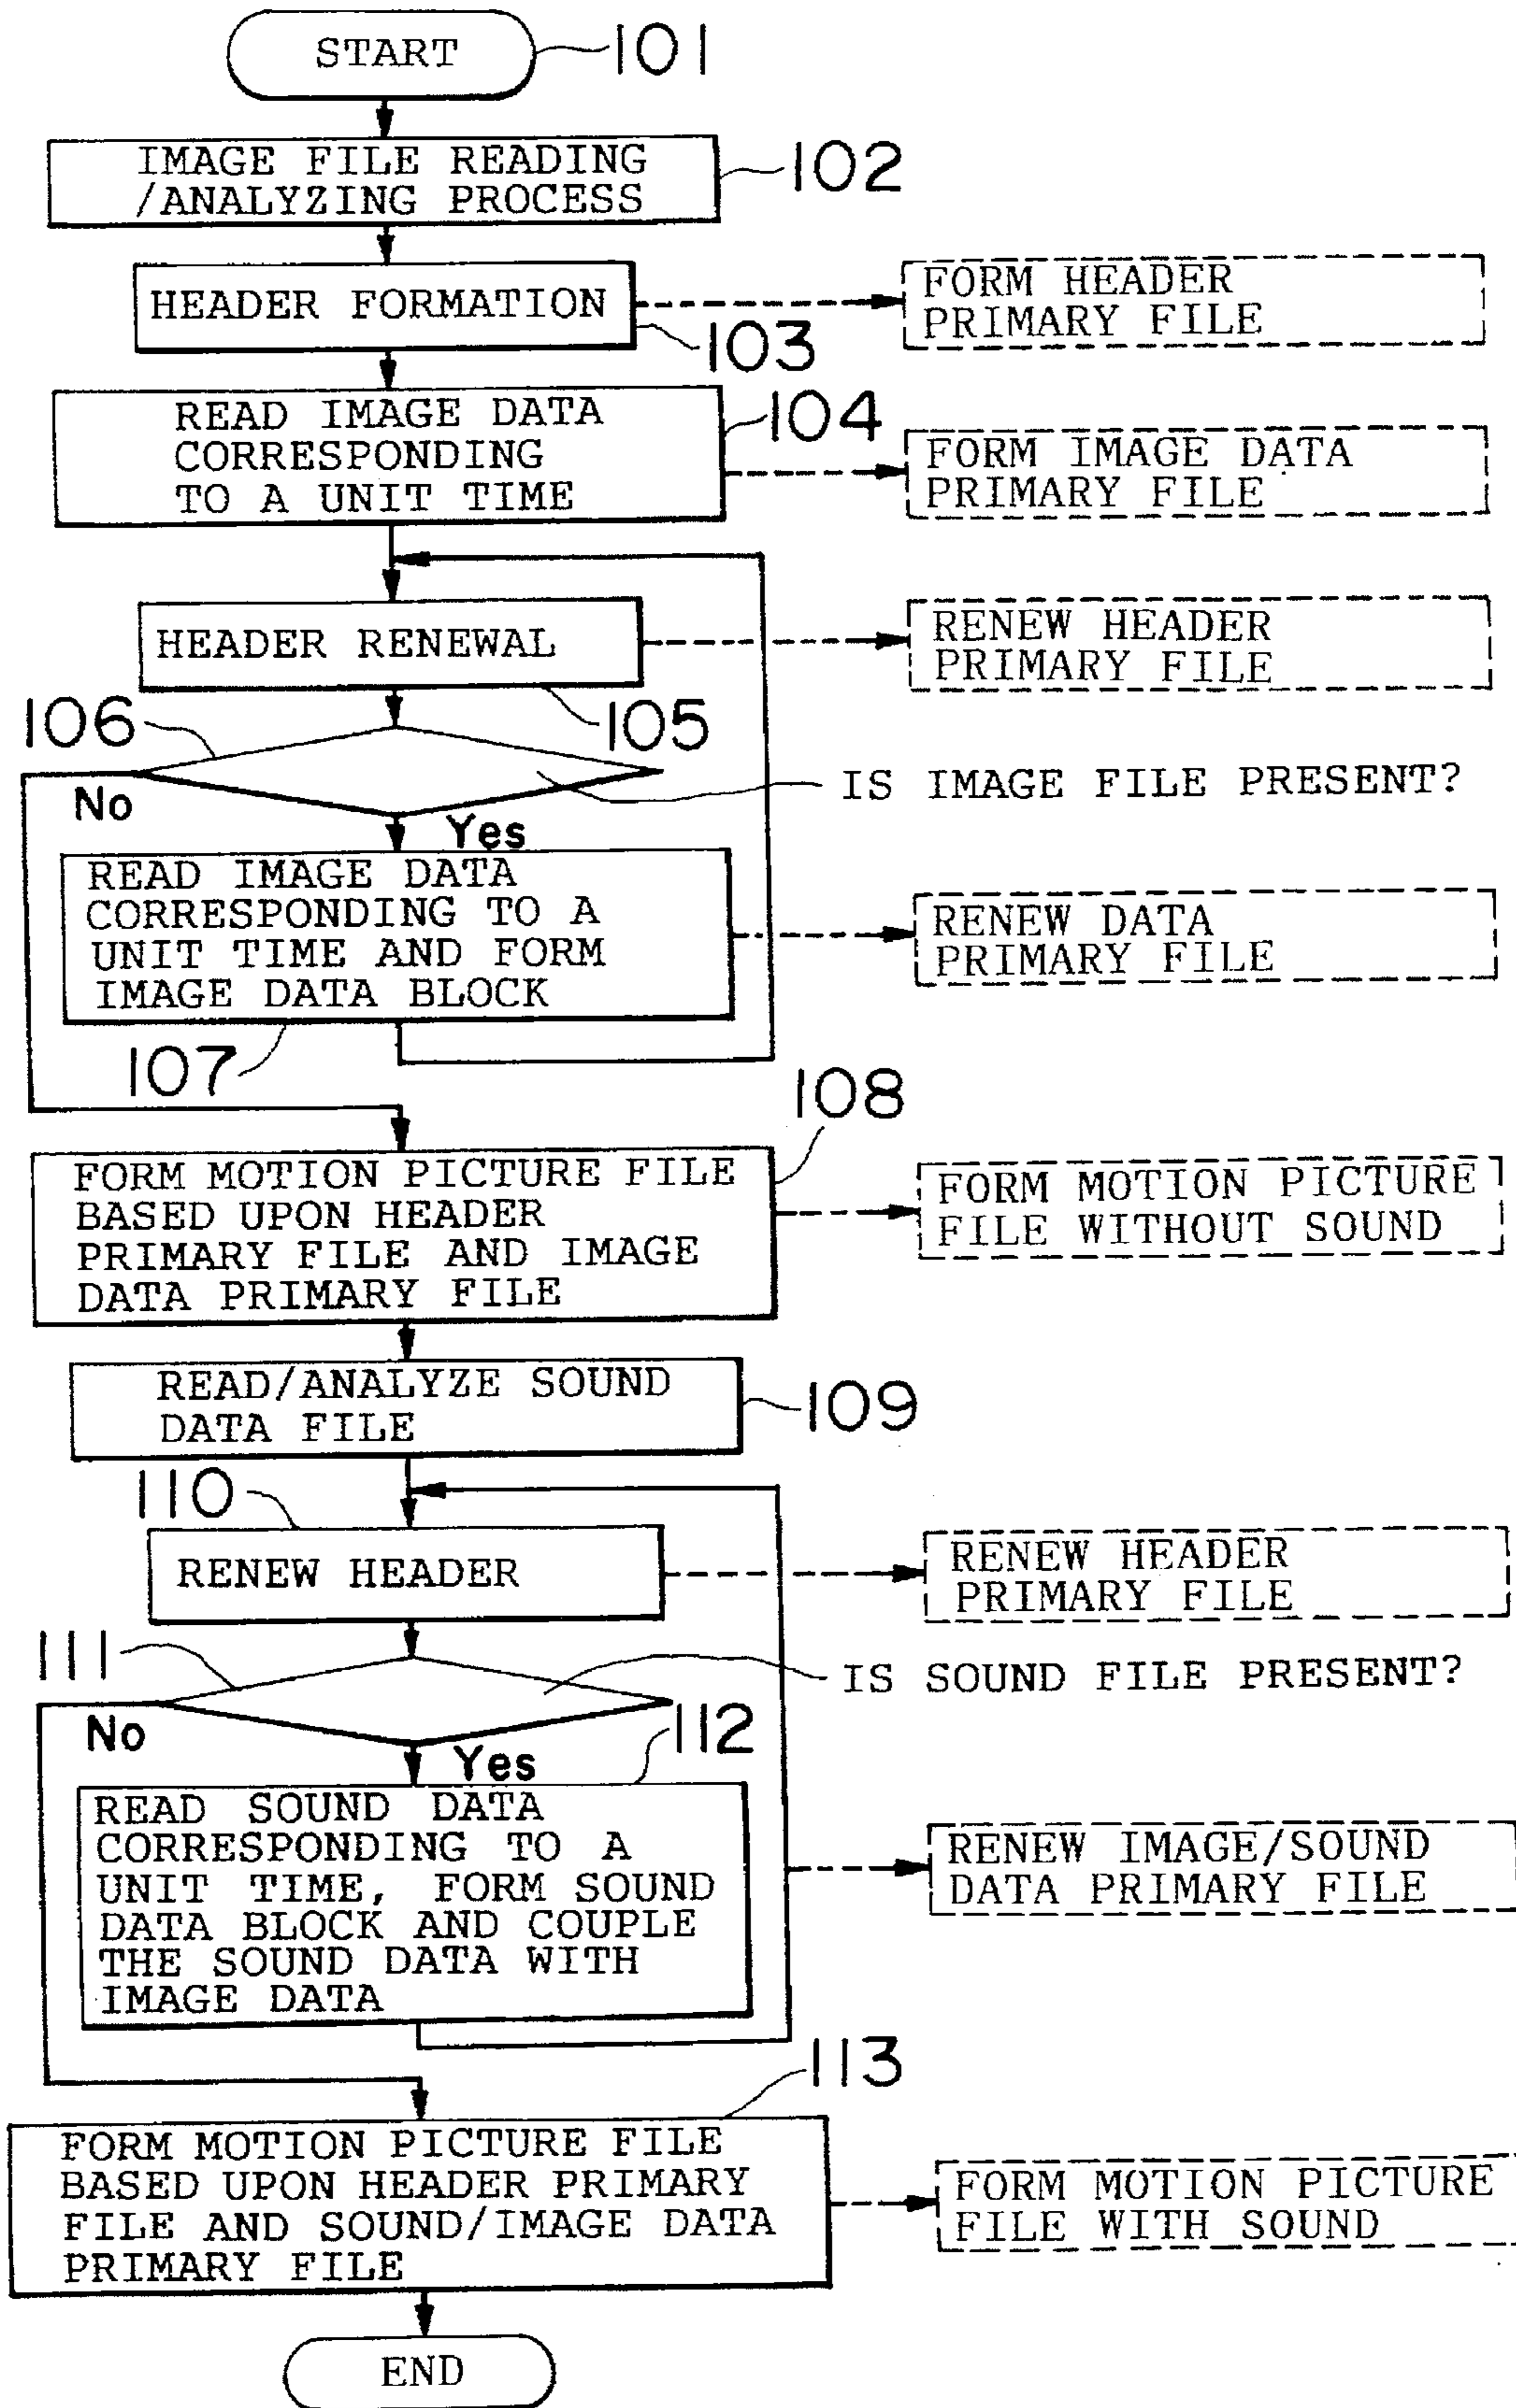 START
101
IMAGE FILE READING
/ANALYZING PROCESS
102
HEADER FORMATION
103
FORM HEADER
PRIMARY FILE
READ IMAGE DATA
CORRESPONDING
TO A UNIT TIME
104
FORM IMAGE DATA
PRIMARY FILE
HEADER RENEWAL
105
RENEW HEADER
PRIMARY FILE
106
IS IMAGE FILE PRESENT?
No
Yes
READ IMAGE DATA
CORRESPONDING TO A
UNIT TIME AND FORM
IMAGE DATA BLOCK
107
RENEW DATA
PRIMARY FILE
108
FORM MOTION PICTURE FILE
BASED UPON HEADER
PRIMARY FILE AND IMAGE
DATA PRIMARY FILE
FORM MOTION PICTURE
FILE WITHOUT SOUND
READ/ANALYZE SOUND
DATA FILE
109
110
RENEW HEADER
RENEW HEADER
PRIMARY FILE
111
IS SOUND FILE PRESENT?
No
Yes
112
READ SOUND DATA
CORRESPONDING TO A
UNIT TIME, FORM SOUND
DATA BLOCK AND COUPLE
THE SOUND DATA WITH
IMAGE DATA
RENEW IMAGE/SOUND
DATA PRIMARY FILE
113
FORM MOTION PICTURE FILE
BASED UPON HEADER PRIMARY
FILE AND SOUND/IMAGE DATA
PRIMARY FILE
FORM MOTION PICTURE
FILE WITH SOUND
END